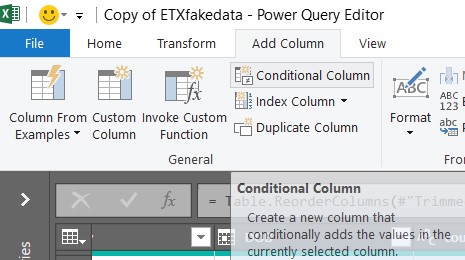 Copy of ETXfakedata - Power Query Editor
File Home Transform Add Column View
Column From Examples
Custom Column
Invoke Custom Function
Conditional Column
Index Column
Duplicate Column
General
ABC
Format
ABC
123
abc
Fro
fx
= Table.ReorderColumns(#"Trimme
Conditional Column
Create a new column that
conditionally adds the values in the
currently selected column.